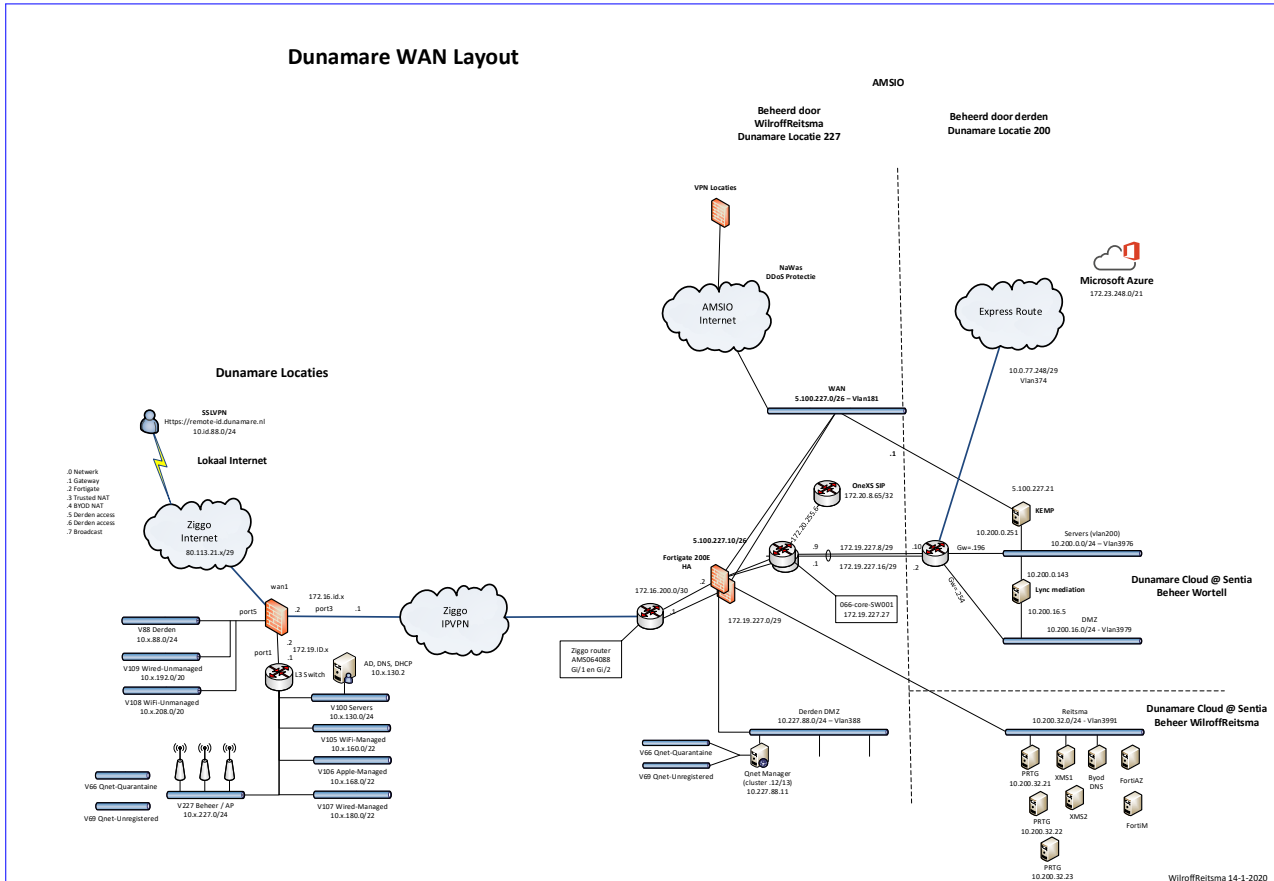 Dunamare WAN Layout
AMSIO
Beheerd door
WilroffReitsma
Dunamare Locatie 227
Beheerd door derden
Dunamare Locatie 200
VPN Locaties
NaWas
DDoS Protectie
AMSIO
Internet
Express Route
Microsoft Azure
172.23.248.0/21
10.0.77.248/29
Vlan374
WAN
5.100.227.0/26 – Vlan181
.1
Dunamare Locaties
SSLVPN
Https://remote-id.dunamare.nl
10.id.88.0/24
Lokaal Internet
.0 Netwerk
.1 Gateway
.2 Fortigate
.3 Trusted NAT
.4 BYOD NAT
.5 Derden access
.6 Derden access
.7 Broadcast
Ziggo
Internet
80.113.21.x/29
wan1
172.16.id.x
port5
.2
port3
.1
Ziggo
IPVPN
V88 Derden
10.x.88.0/24
V109 Wired-Unmanaged
10.x.192.0/20
V108 WiFi-Unmanaged
10.x.208.0/20
port1
.2
172.19.ID.x
.1
L3 Switch
AD, DNS, DHCP
10.x.130.2
V100 Servers
10.x.130.0/24
V105 WiFi-Managed
10.x.160.0/22
V106 Apple-Managed
10.x.168.0/22
V107 Wired-Managed
10.x.180.0/22
V66 Qnet-Quarantaine
V69 Qnet-Unregistered
V227 Beheer / AP
10.x.227.0/24
OneXS SIP
172.20.8.65/32
172.20.255.64
5.100.227.10/26
Fortigate 200E
HA
.2
172.16.200.0/30
.1
Ziggo router
AMS064088
Gi/1 en Gi/2
172.19.227.0/29
.9
.1
172.19.227.8/29
172.19.227.16/29
.10
.2
066-core-SW001
172.19.227.27
Gw=.196
Gw=.254
5.100.227.21
KEMP
10.200.0.251
Servers (vlan200)
10.200.0.0/24 – Vlan3976
10.200.0.143
Lync mediation
10.200.16.5
DMZ
10.200.16.0/24 - Vlan3979
Dunamare Cloud @ Sentia
Beheer Wortell
Dunamare Cloud @ Sentia
Beheer WilroffReitsma
Derden DMZ
10.227.88.0/24 – Vlan388
V66 Qnet-Quarantaine
V69 Qnet-Unregistered
Qnet Manager
(cluster .12/13)
10.227.88.11
Reitsma
10.200.32.0/24 - Vlan3991
PRTG
10.200.32.21
XMS1
Byod
DNS
FortiAZ
PRTG
10.200.32.22
XMS2
FortiM
PRTG
10.200.32.23
WilroffReitsma 14-1-2020